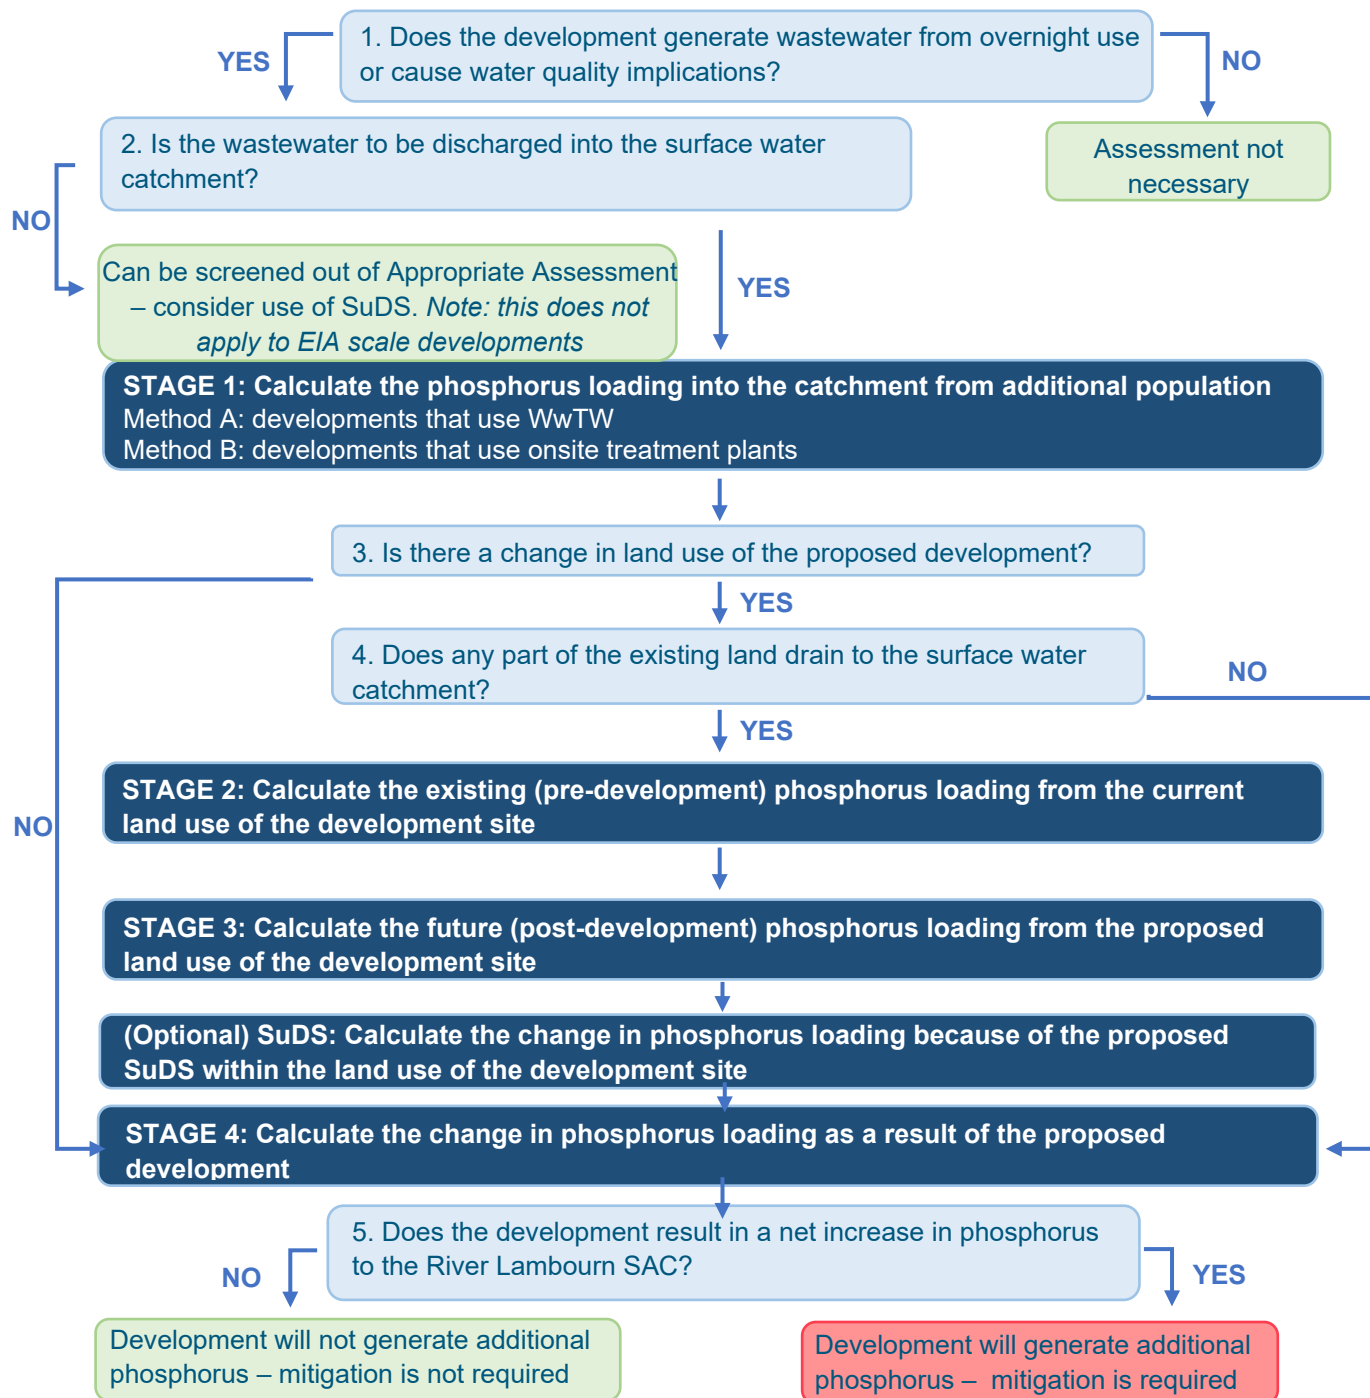 1. Does the development generate wastewater from overnight use
or cause water quality implications?
YES
NO
2. Is the wastewater to be discharged into the surface water
catchment?
Assessment not
necessary
NO
Can be screened out of Appropriate Assessment
– consider use of SuDS. Note: this does not
apply to EIA scale developments
YES
STAGE 1: Calculate the phosphorus loading into the catchment from additional population
Method A: developments that use WwTW
Method B: developments that use onsite treatment plants
3. Is there a change in land use of the proposed development?
YES
4. Does any part of the existing land drain to the surface water
catchment?
NO
YES
STAGE 2: Calculate the existing (pre-development) phosphorus loading from the current
land use of the development site
NO
STAGE 3: Calculate the future (post-development) phosphorus loading from the proposed
land use of the development site
(Optional) SuDS: Calculate the change in phosphorus loading because of the proposed
SuDS within the land use of the development site
STAGE 4: Calculate the change in phosphorus loading as a result of the proposed
development
5. Does the development result in a net increase in phosphorus
to the River Lambourn SAC?
NO
YES
Development will not generate additional
phosphorus – mitigation is not required
Development will generate additional
phosphorus – mitigation is required